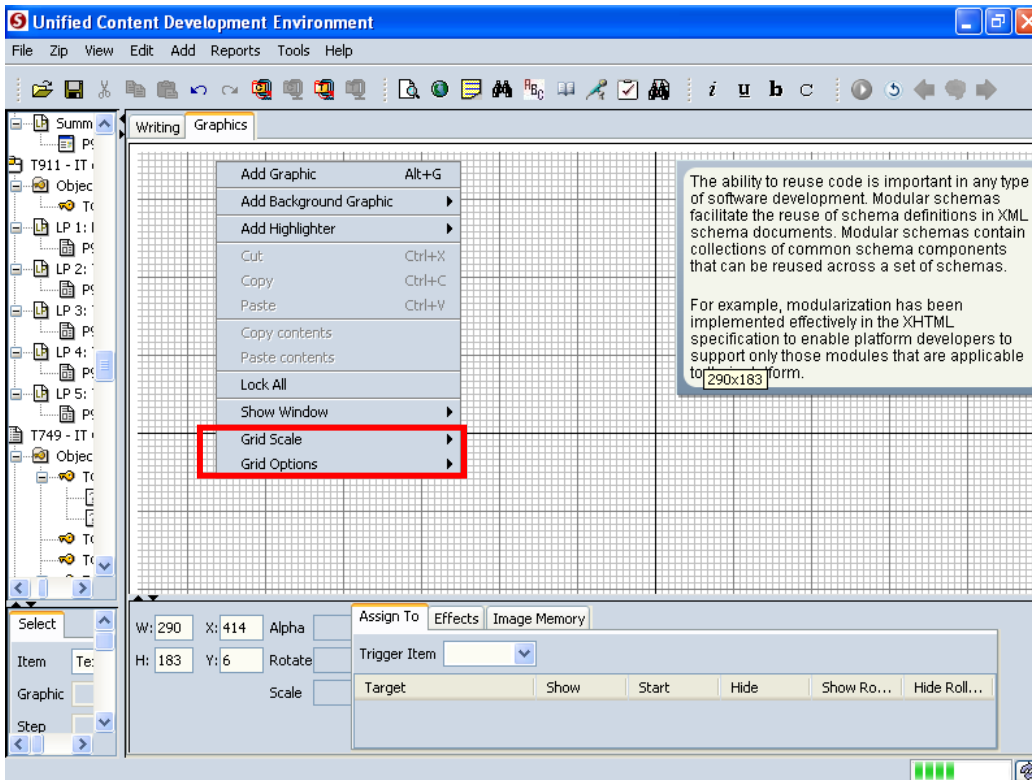 Unified Content Development Environment
File Zip View Edit Add Reports Tools Help
i u b c
Writing Graphics
Summ
T911 - IT
Objec
LP 1:
LP 2:
LP 3:
LP 4:
LP 5:
T749 - IT
Objec
Add Graphic Alt+G
Add Background Graphic
Add Highlighter
Cut Ctrl+X
Copy Ctrl+C
Paste Ctrl+V
Copy contents
Paste contents
Lock All
Show Window
Grid Scale
Grid Options
The ability to reuse code is important in any type
of software development. Modular schemas
facilitate the reuse of schema definitions in XML
schema documents. Modular schemas contain
collections of common schema components
that can be reused across a set of schemas.
For example, modularization has been
implemented effectively in the XHTML
specification to enable platform developers to
support only those modules that are applicable
290x183
Select
Item Te
Graphic
Step
W: 290 X: 414 Alpha
H: 183 Y: 6 Rotate
Scale
Assign To Effects Image Memory
Trigger Item
Target Show Start Hide Show Ro... Hide Roll...